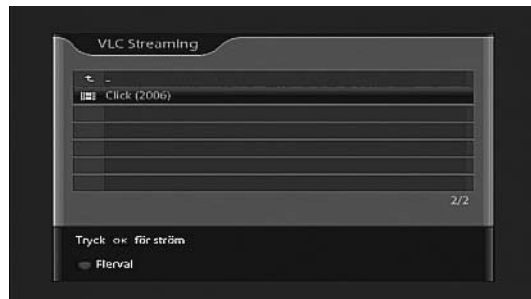 VLC Streaming
..
Click (2006)
2/2
Tryck OK för ström
Flerval